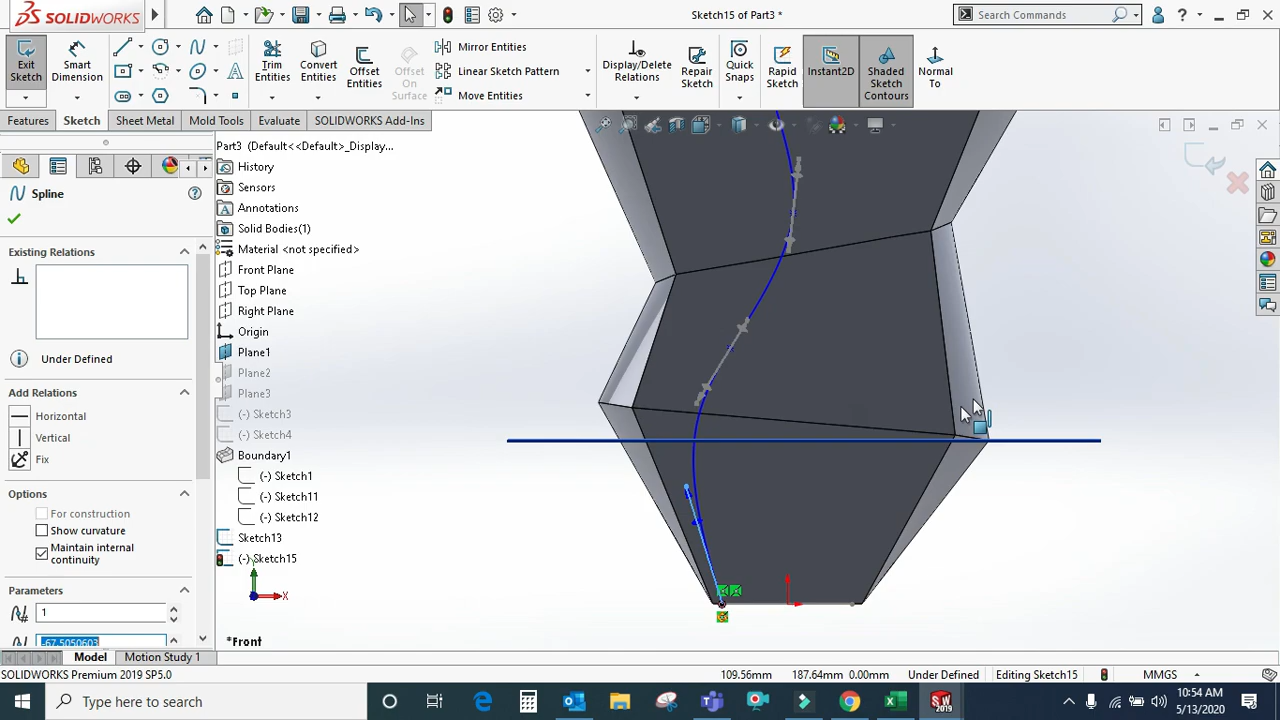 SOLIDWORKS
Sketch15 of Part3 *
Search Commands
?
Exit Sketch
Smart Dimension
Trim Entities
Convert Entities
Offset Entities
Offset On Surface
Mirror Entities
Linear Sketch Pattern
Move Entities
Display/Delete Relations
Repair Sketch
Quick Snaps
Rapid Sketch
Instant2D
Shaded Sketch Contours
Normal To
Features
Sketch
Sheet Metal
Mold Tools
Evaluate
SOLIDWORKS Add-Ins
Spline
Existing Relations
Under Defined
Add Relations
Horizontal
Vertical
Fix
Options
For construction
Show curvature
Maintain internal continuity
Parameters
1
-67.5050603
Part3 (Default<<Default>_Display...
History
Sensors
Annotations
Solid Bodies(1)
Material <not specified>
Front Plane
Top Plane
Right Plane
Origin
Plane1
Plane2
Plane3
(-) Sketch3
(-) Sketch4
Boundary1
(-) Sketch1
(-) Sketch11
(-) Sketch12
Sketch13
(-) Sketch15
Y
X
*Front
Model
Motion Study 1
SOLIDWORKS Premium 2019 SP5.0
109.56mm
187.64mm
0.00mm
Under Defined
Editing Sketch15
MMGS
Type here to search
10:54 AM
5/13/2020